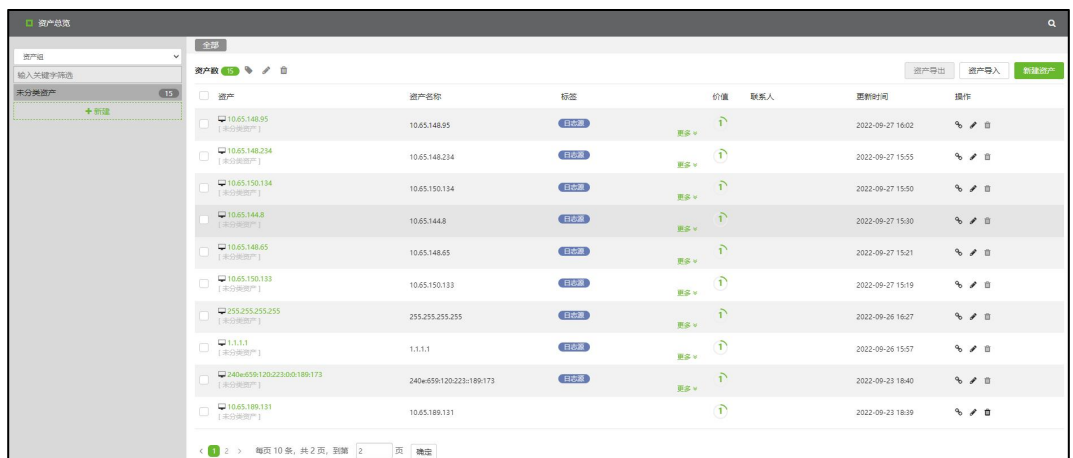 资产总览
资产组
输入关键字筛选
未分类资产 15
+ 新建
全部
资产数 15 资产导出 资产导入 新建资产
资产 资产名称 标签 价值 联系人 更新时间 操作
10.65.148.95 10.65.148.95 日志源 更多 1 2022-09-27 16:02
[ 未分类资产 ]
10.65.148.234 10.65.148.234 日志源 更多 1 2022-09-27 15:55
[ 未分类资产 ]
10.65.150.134 10.65.150.134 日志源 更多 1 2022-09-27 15:50
[ 未分类资产 ]
10.65.144.8 10.65.144.8 日志源 更多 1 2022-09-27 15:30
[ 未分类资产 ]
10.65.148.65 10.65.148.65 日志源 更多 1 2022-09-27 15:21
[ 未分类资产 ]
10.65.150.133 10.65.150.133 日志源 更多 1 2022-09-27 15:19
[ 未分类资产 ]
255.255.255.255 255.255.255.255 日志源 更多 1 2022-09-26 16:27
[ 未分类资产 ]
1.1.1.1 1.1.1.1 日志源 更多 1 2022-09-26 15:57
[ 未分类资产 ]
240e:659:120:223:0:0:189:173 240e:659:120:223::189:173 日志源 更多 1 2022-09-23 18:40
[ 未分类资产 ]
10.65.189.131 10.65.189.131 1 2022-09-23 18:39
[ 未分类资产 ]
< 1 2 > 每页 10 条, 共 2 页, 到第 2 页 确定